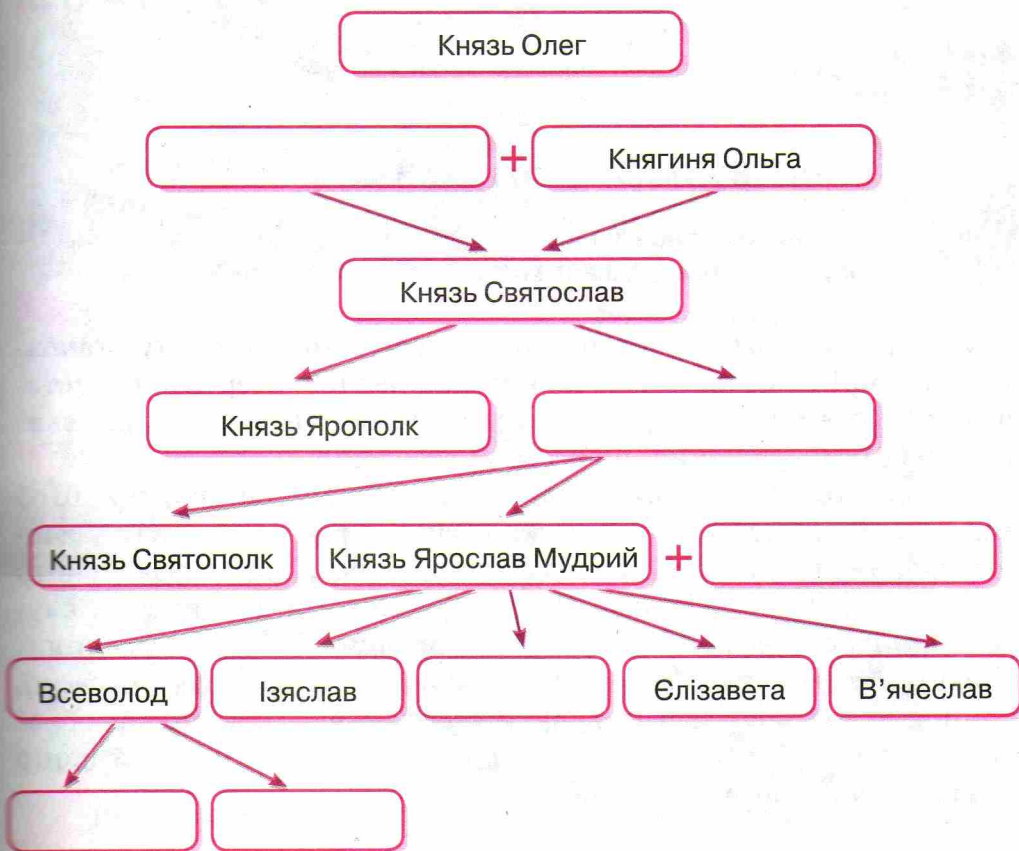 Князь Олег
+
Княгиня Ольга
Князь Святослав
Князь Ярополк
Князь Святополк
Князь Ярослав Мудрий
+
Всеволод
Ізяслав
Єлізавета
В’ячеслав